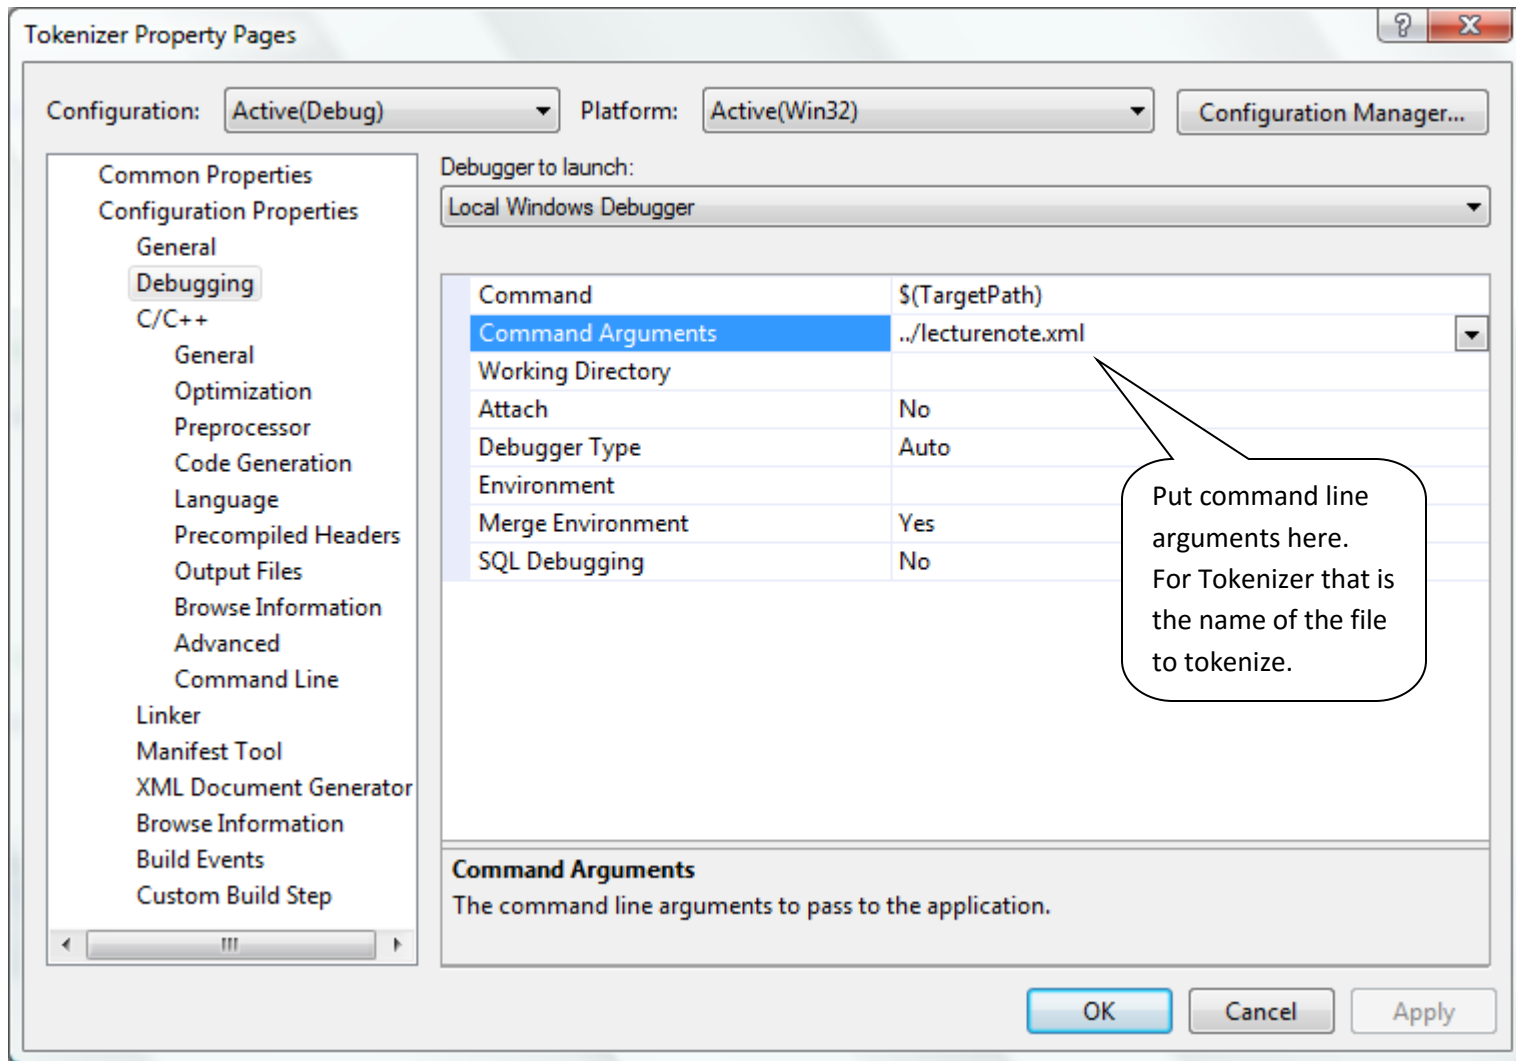 Tokenizer Property Pages
Configuration: Active(Debug) Platform: Active(Win32) Configuration Manager...
Common Properties
Configuration Properties
General
Debugging
C/C++
General
Optimization
Preprocessor
Code Generation
Language
Precompiled Headers
Output Files
Browse Information
Advanced
Command Line
Linker
Manifest Tool
XML Document Generator
Browse Information
Build Events
Custom Build Step
Debugger to launch:
Local Windows Debugger
Command $(TargetPath)
Command Arguments ../lecturenote.xml
Working Directory
Attach No
Debugger Type Auto
Environment
Merge Environment Yes
SQL Debugging No
Put command line
arguments here.
For Tokenizer that is
the name of the file
to tokenize.
Command Arguments
The command line arguments to pass to the application.
OK Cancel Apply